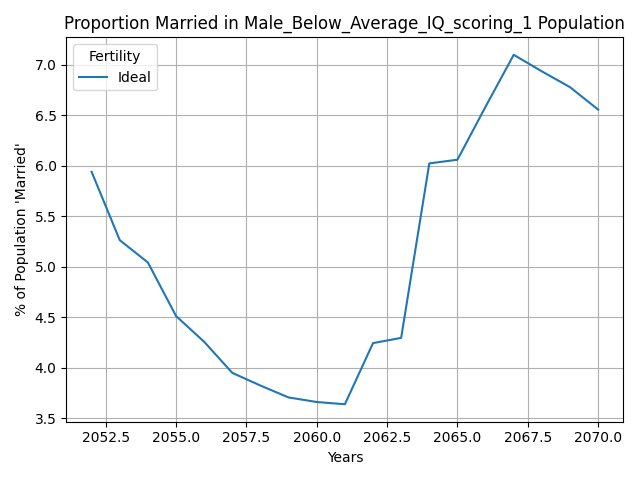 Proportion Married in Male_Below_Average_IQ_scoring_1 Population
Fertility
Ideal
7.0
6.5
6.0
5.5
5.0
4.5
4.0
3.5
% of Population 'Married'
2052.5 2055.0 2057.5 2060.0 2062.5 2065.0 2067.5 2070.0
Years